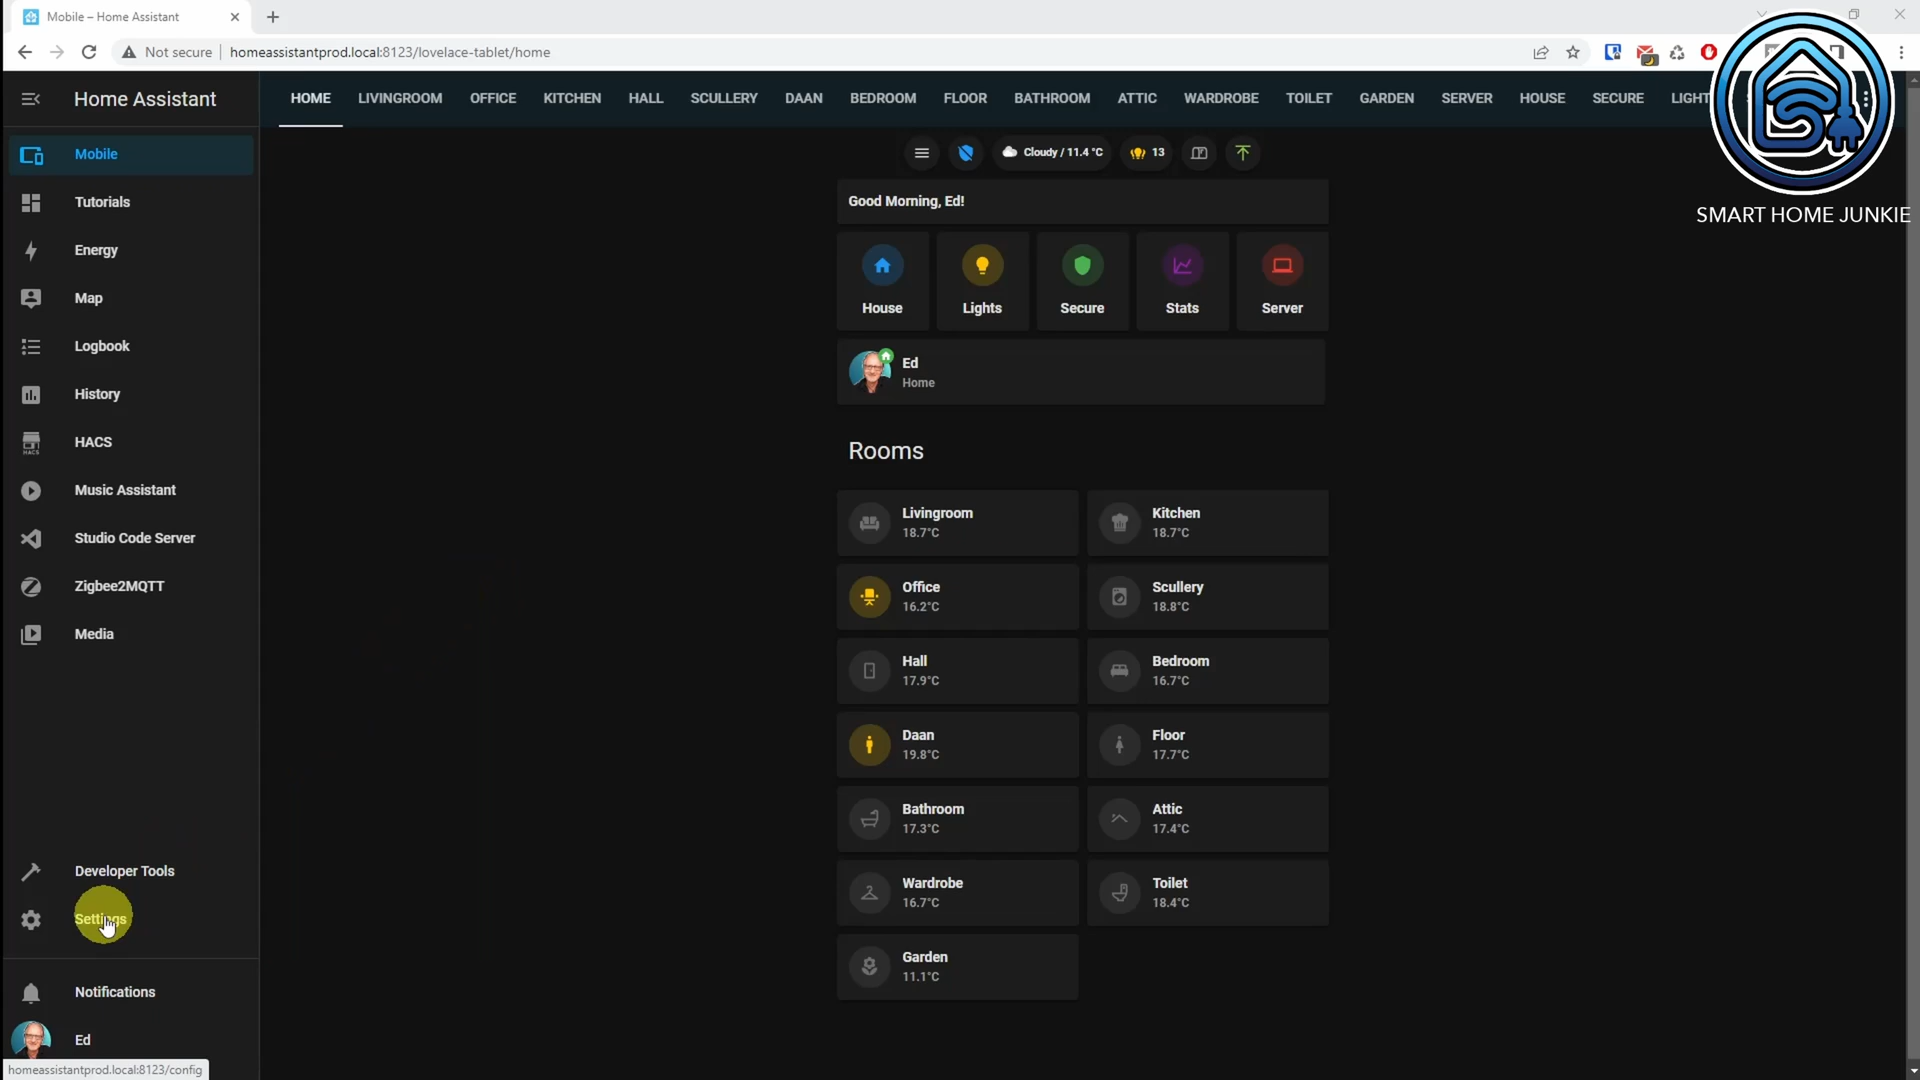 Mobile – Home Assistant
Not secure
homeassistantprod.local:8123/lovelace-tablet/home
Home Assistant
HOME LIVINGROOM OFFICE KITCHEN HALL SCULLERY DAAN BEDROOM FLOOR BATHROOM ATTIC WARDROBE TOILET GARDEN SERVER HOUSE SECURE LIGHT
SMART HOME JUNKIE
Mobile
Tutorials
Energy
Map
Logbook
History
HACS
HACS
Music Assistant
Studio Code Server
Zigbee2MQTT
Media
Developer Tools
Settings
Notifications
Ed
homeassistantprod.local:8123/config
Cloudy / 11.4 °C
13
Good Morning, Ed!
House Lights Secure Stats Server
Ed
Home
Rooms
Livingroom
18.7°C
Kitchen
18.7°C
Office
16.2°C
Scullery
18.8°C
Hall
17.9°C
Bedroom
16.7°C
Daan
19.8°C
Floor
17.7°C
Bathroom
17.3°C
Attic
17.4°C
Wardrobe
16.7°C
Toilet
18.4°C
Garden
11.1°C